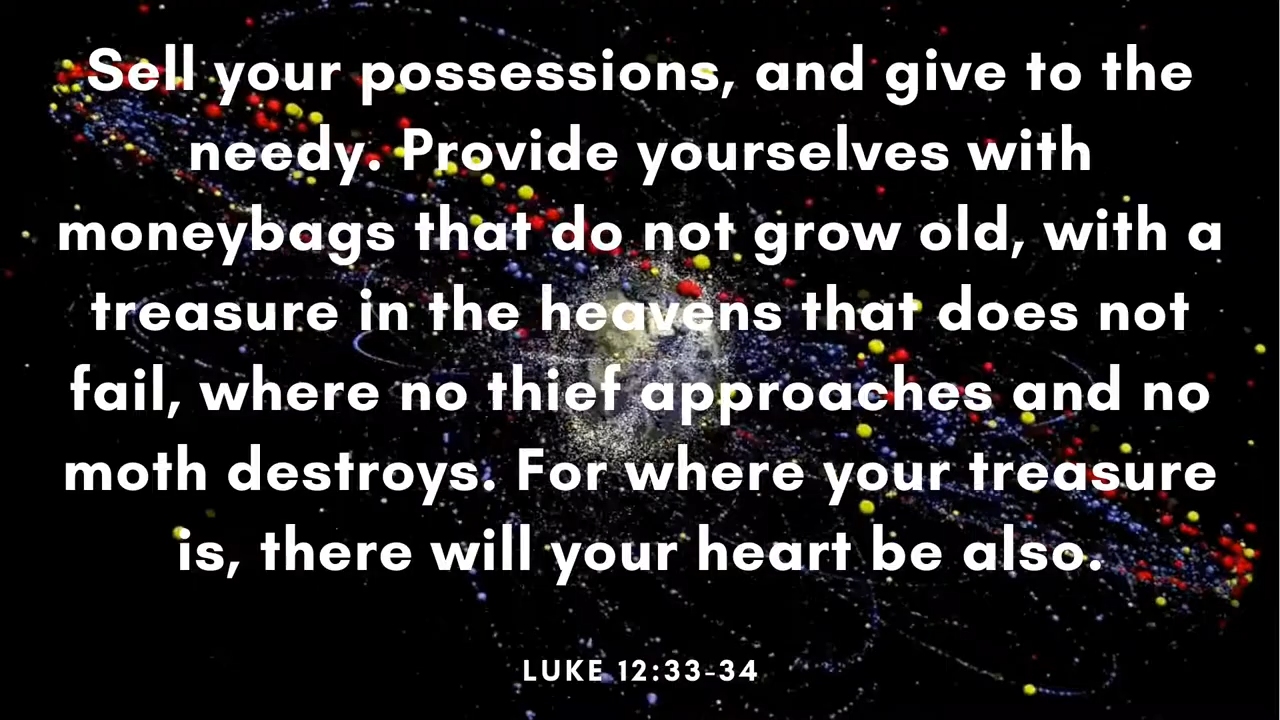 Sell your possessions, and give to the
needy. Provide yourselves with
moneybags that do not grow old, with a
treasure in the heavens that does not
fail, where no thief approaches and no
moth destroys. For where your treasure
is, there will your heart be also.
LUKE 12:33-34